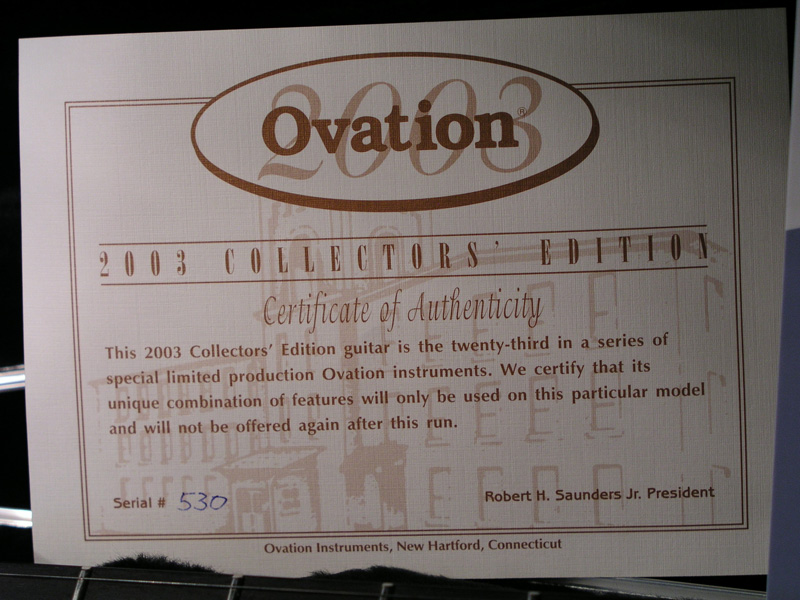 2003
Ovation®
2003 COLLECTORS' EDITION
Certificate of Authenticity
This 2003 Collectors' Edition guitar is the twenty-third in a series of
special limited production Ovation instruments. We certify that its
unique combination of features will only be used on this particular model
and will not be offered again after this run.
Serial # 530
Robert H. Saunders Jr. President
Ovation Instruments, New Hartford, Connecticut